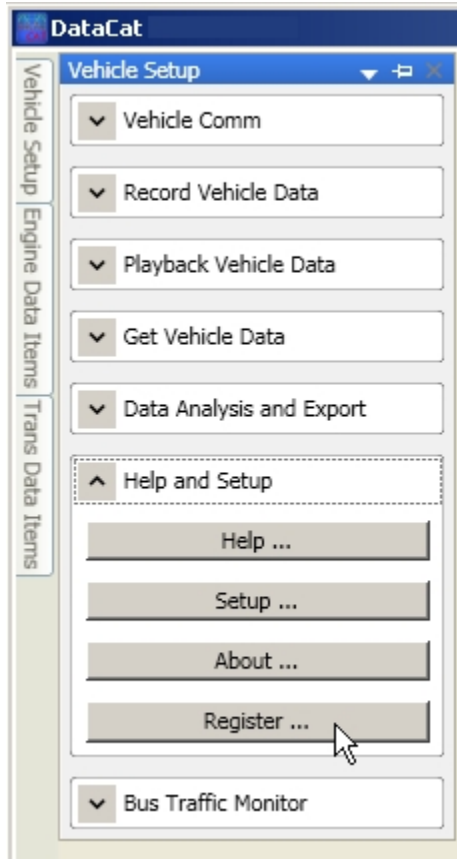 DataCat
Vehicle Setup
Vehicle Setup
Engine Data Items
Trans Data Items
Vehicle Comm
Record Vehicle Data
Playback Vehicle Data
Get Vehicle Data
Data Analysis and Export
Help and Setup
Help ...
Setup ...
About ...
Register ...
Bus Traffic Monitor